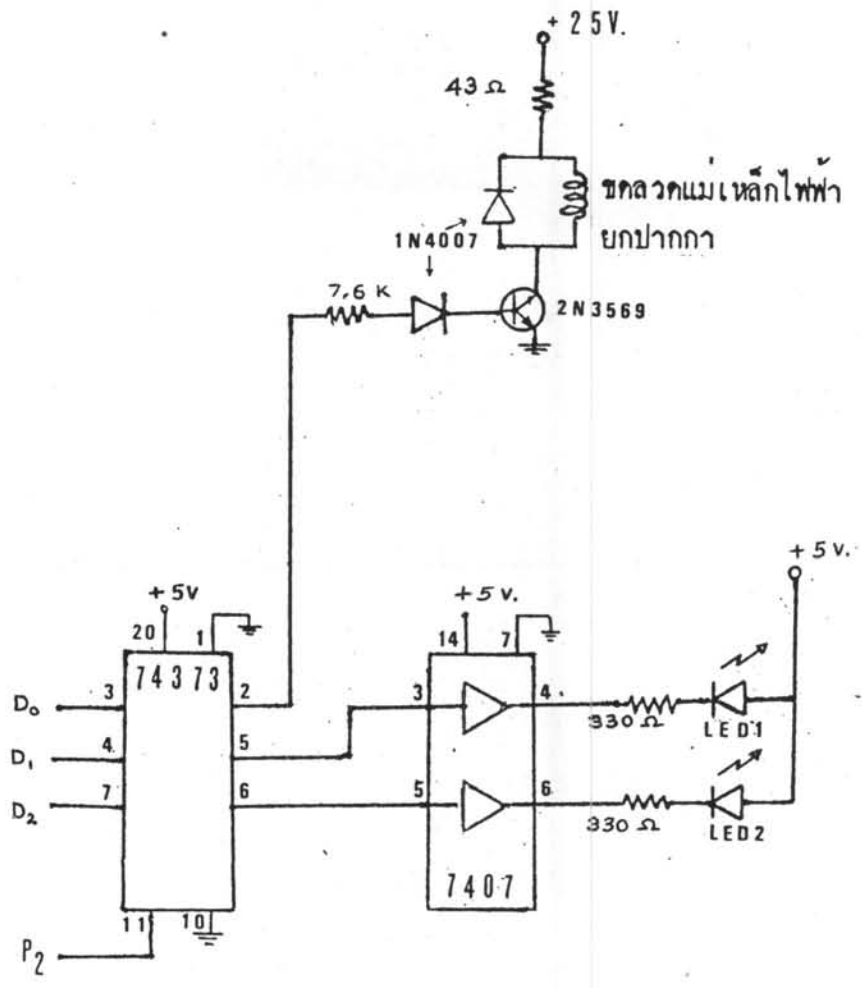 + 25V.
43 Ω
ขดลวดแม่เหล็กไฟฟ้า
ยกปากกา
1N4007
7.6 K
2N3569
+5V
20 1
74373
D₀ 3 2
D₁ 4 5
D₂ 7 6
11 10
P₂
+5V.
14 7
3 4
5 6
7407
330 Ω
LED1
330 Ω
LED2
+5V.